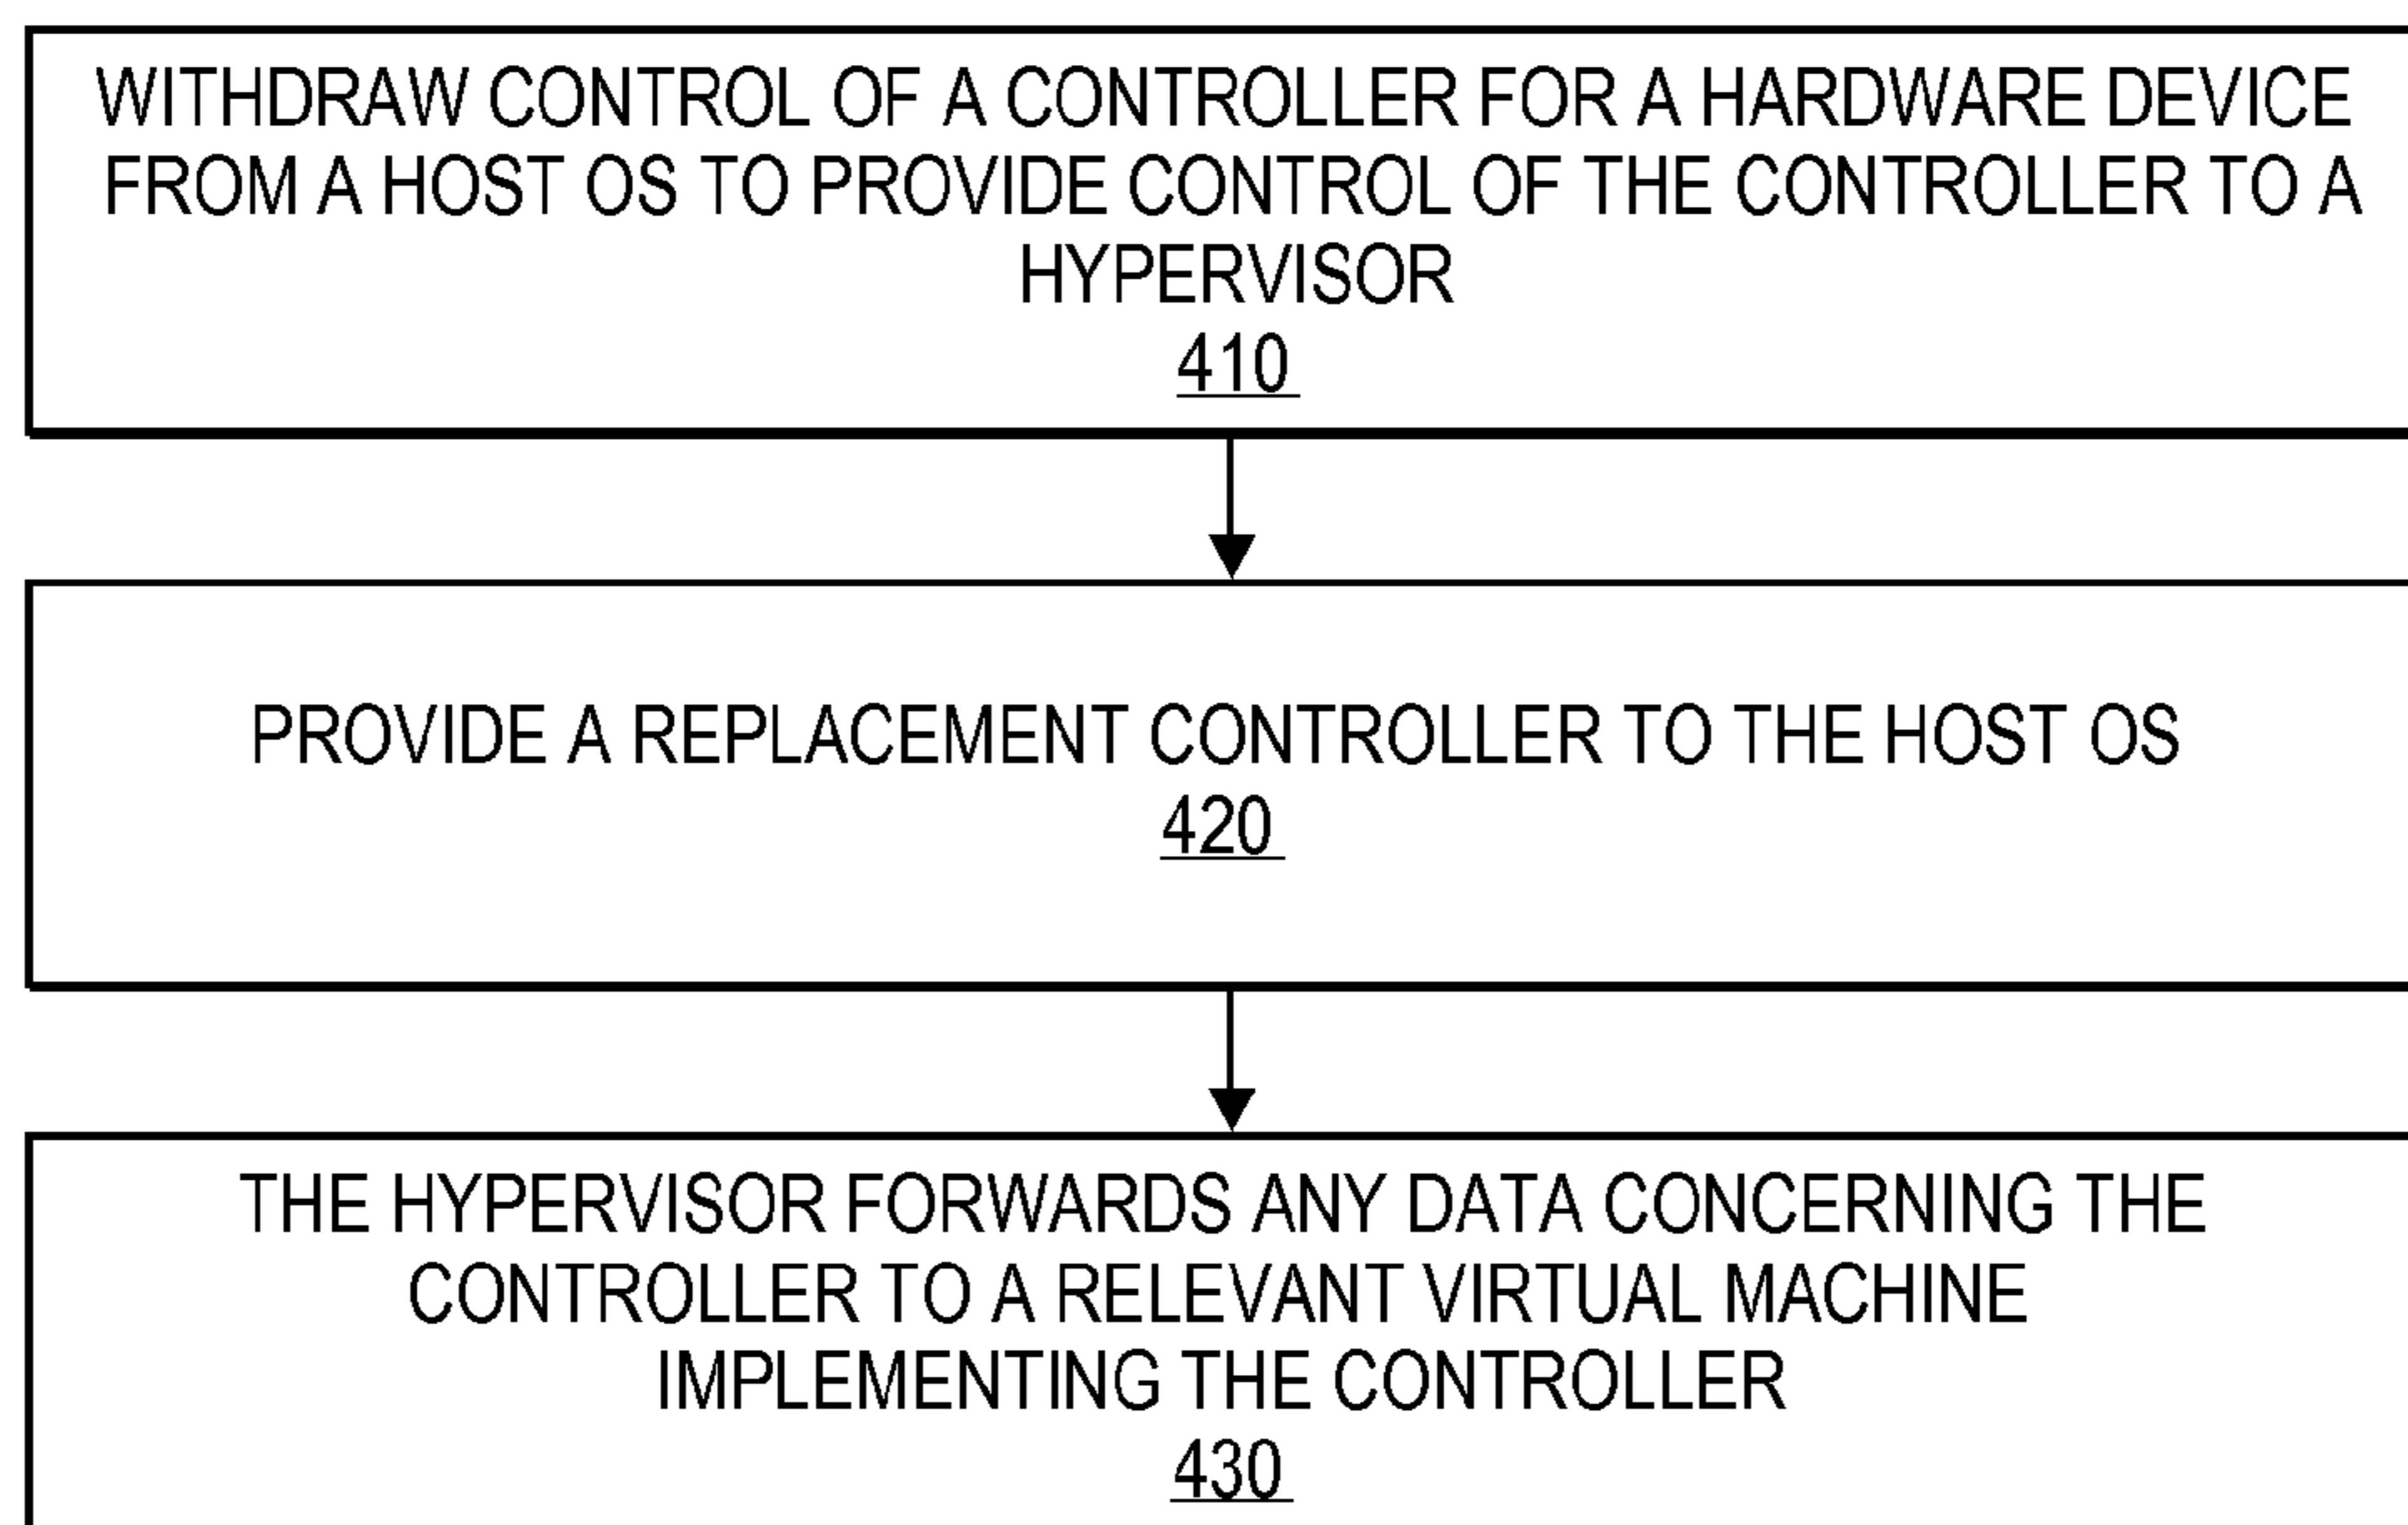 WITHDRAW CONTROL OF A CONTROLLER FOR A HARDWARE DEVICE
FROM A HOST OS TO PROVIDE CONTROL OF THE CONTROLLER TO A
HYPERVISOR
410
PROVIDE A REPLACEMENT CONTROLLER TO THE HOST OS
420
THE HYPERVISOR FORWARDS ANY DATA CONCERNING THE
CONTROLLER TO A RELEVANT VIRTUAL MACHINE
IMPLEMENTING THE CONTROLLER
430